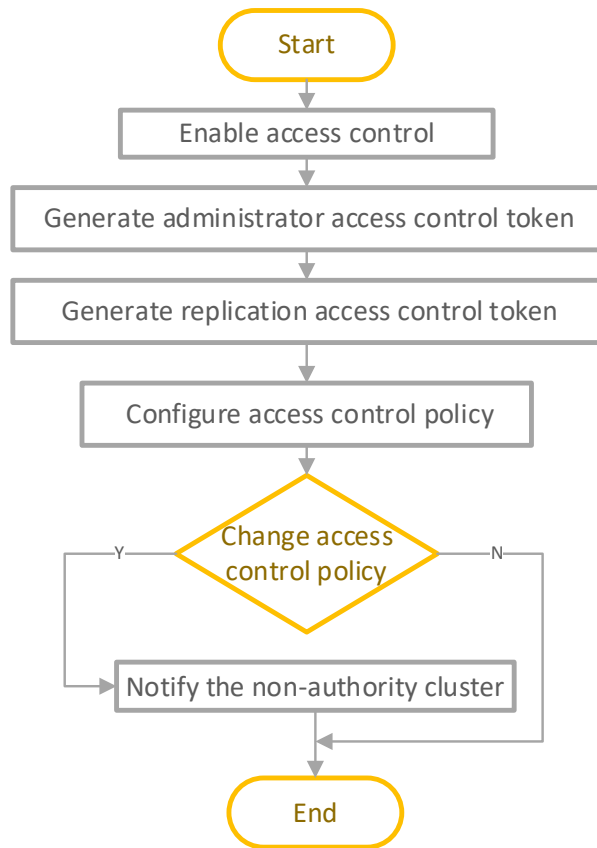 Start
Enable access control
Generate administrator access control token
Generate replication access control token
Configure access control policy
Change access
control policy
Y
N
Notify the non-authority cluster
End